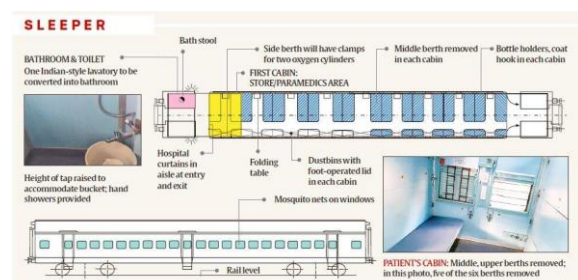 SLEEPER
BATHROOM & TOILET
One Indian-style lavatory to be
converted into bathroom
Height of tap raised to
accommodate bucket; hand
showers provided
Bath stool
Side berth will have clamps
for two oxygen cylinders
FIRST CABIN:
STORE/PARAMEDICS AREA
Middle berth removed
in each cabin
Bottle holders, coat
hook in each cabin
Hospital
curtains in
aisle at entry
and exit
Folding
table
Dustbins with
foot-operated lid
in each cabin
Mosquito nets on windows
Rail level
PATIENT'S CABIN: Middle, upper berths removed;
in this photo, five of the six berths removed